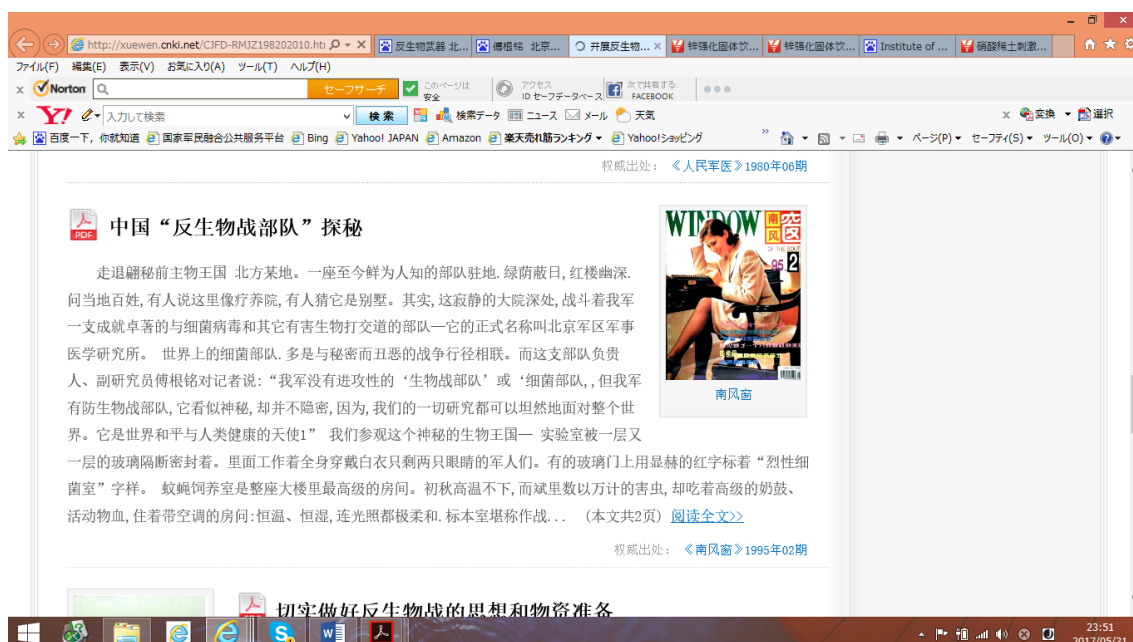 http://xuewen.cnki.net/CJFD-RMJZ198202010.ht
反生物武器 北...
傅根铭 北京...
开展反生物...
锌强化固体饮...
锌强化固体饮...
Institute of ...
硝酸稀土刺激...
ファイル(F) 編集(E) 表示(V) お気に入り(A) ツール(T) ヘルプ(H)
Norton
セーフサーチ
このページは
安全
アクセス
ID セーフ
データベース
次で共有する:
FACEBOOK
Y!
入力して検索
検索
検索データ
ニュース
メール
天気
変換
選択
百度一下，你就知道
国家军民融合公共服务平台
Bing
Yahoo! JAPAN
Amazon
楽天売れ筋ランキング
Yahoo!ショッピング
ページ(P)
セーフティ(S)
ツール(O)
权威出处： 《人民军医》1980年06期
PDF
中国“反生物战部队”探秘
走退翩秘前主物王国 北方某地。一座至今鲜为人知的部队驻地.绿荫蔽日,红楼幽深.
问当地百姓,有人说这里像疗养院,有人猜它是别墅。其实,这寂静的大院深处,战斗着我军
一支成就卓著的与细菌病毒和其它有害生物打交道的部队—它的正式名称叫北京军区军事
医学研究所。 世界上的细菌部队.多是与秘密而丑恶的战争行径相联。而这支部队负贵
人、副研究员傅根铭对记者说:“我军没有进攻性的‘生物战部队’或‘细菌部队,,但我军
有防生物战部队,它看似神秘,却并不隐密,因为,我们的一切研究都可以坦然地面对整个世
界。它是世界和平与人类健康的天使1” 我们参观这个神秘的生物王国— 实验室被一层又
一层的玻璃隔断密封着。里面工作着全身穿戴白衣只剩两只眼睛的军人们。有的玻璃门上用显赫的红字标着“烈性细
菌室”字样。 蚊蝇饲养室是整座大楼里最高级的房间。初秋高温不下,而斌里数以万计的害虫,却吃着高级的奶鼓、
活动物血,住着带空调的房问:恒温、恒湿,连光照都极柔和.标本室堪称作战... （本文共2页） 阅读全文>>
WINDOW
南风窗
95.2
南风窗
权威出处： 《南风窗》1995年02期
切实做好反生物战的思想和物资准备
23:51
2017/05/21